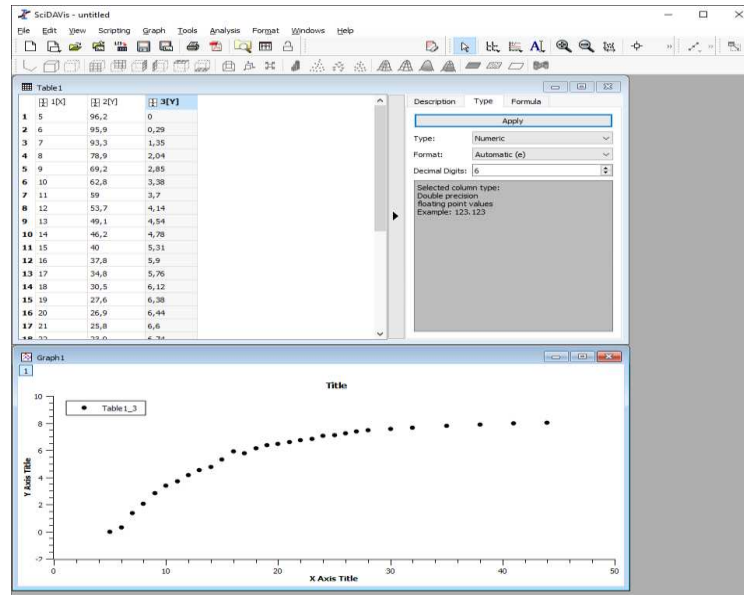 SciDAVis - untitled
File Edit View Scripting Graph Tools Analysis Format Windows Help
Table1
1[X] 2[Y] 3[Y]
1 5 96,2 0
2 6 95,9 0,29
3 7 93,3 1,35
4 8 78,9 2,04
5 9 69,2 2,85
6 10 62,8 3,38
7 11 59 3,7
8 12 53,7 4,14
9 13 49,1 4,54
10 14 46,2 4,78
11 15 40 5,31
12 16 37,8 5,9
13 17 34,8 5,76
14 18 30,5 6,12
15 19 27,6 6,38
16 20 26,9 6,44
17 21 25,8 6,6
Description Type Formula
Apply
Type: Numeric
Format: Automatic (e)
Decimal Digits: 6
Selected column type:
Double precision
floating point values
Example: 123.123
Graph1
1
Title
Table1_3
Y Axis Title
10
8
6
4
2
0
-2
0 10 20 30 40 50
X Axis Title